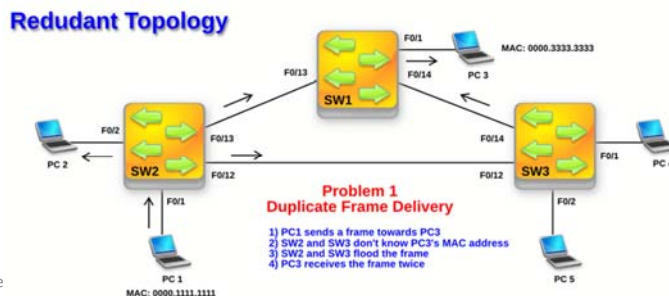 Redudant Topology
F0/1
MAC: 0000.3333.3333
PC 3
F0/13
F0/14
SW1
F0/2
F0/13
F0/14
F0/1
PC 2
SW2
F0/12
F0/12
SW3
PC
F0/1
F0/2
Problem 1
Duplicate Frame Delivery
1) PC1 sends a frame towards PC3
2) SW2 and SW3 don't know PC3's MAC address
3) SW2 and SW3 flood the frame
4) PC3 receives the frame twice
PC 1
PC 5
MAC: 0000.1111.1111
e